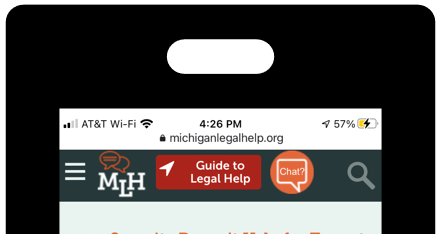 AT&T Wi-Fi 4:26 PM 57%
michiganlegalhelp.org
MLH
Guide to
Legal Help
Chat?